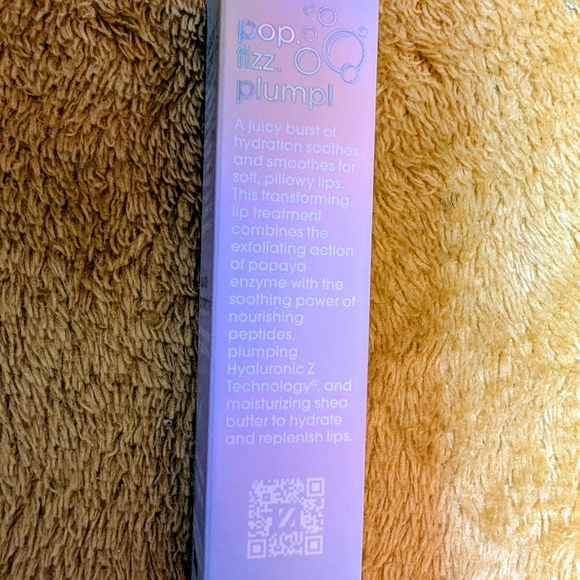 pop.
fizz.
plump!
A juicy burst of
hydration soothes
and smoothes for
soft, pillowy lips.
This transforming
lip treatment
combines the
exfoliating action
of papaya
enzyme with the
soothing power of
nourishing
peptides,
plumping
Hyaluronic Z
Technology®, and
moisturizing shea
butter to hydrate
and replenish lips.
Z